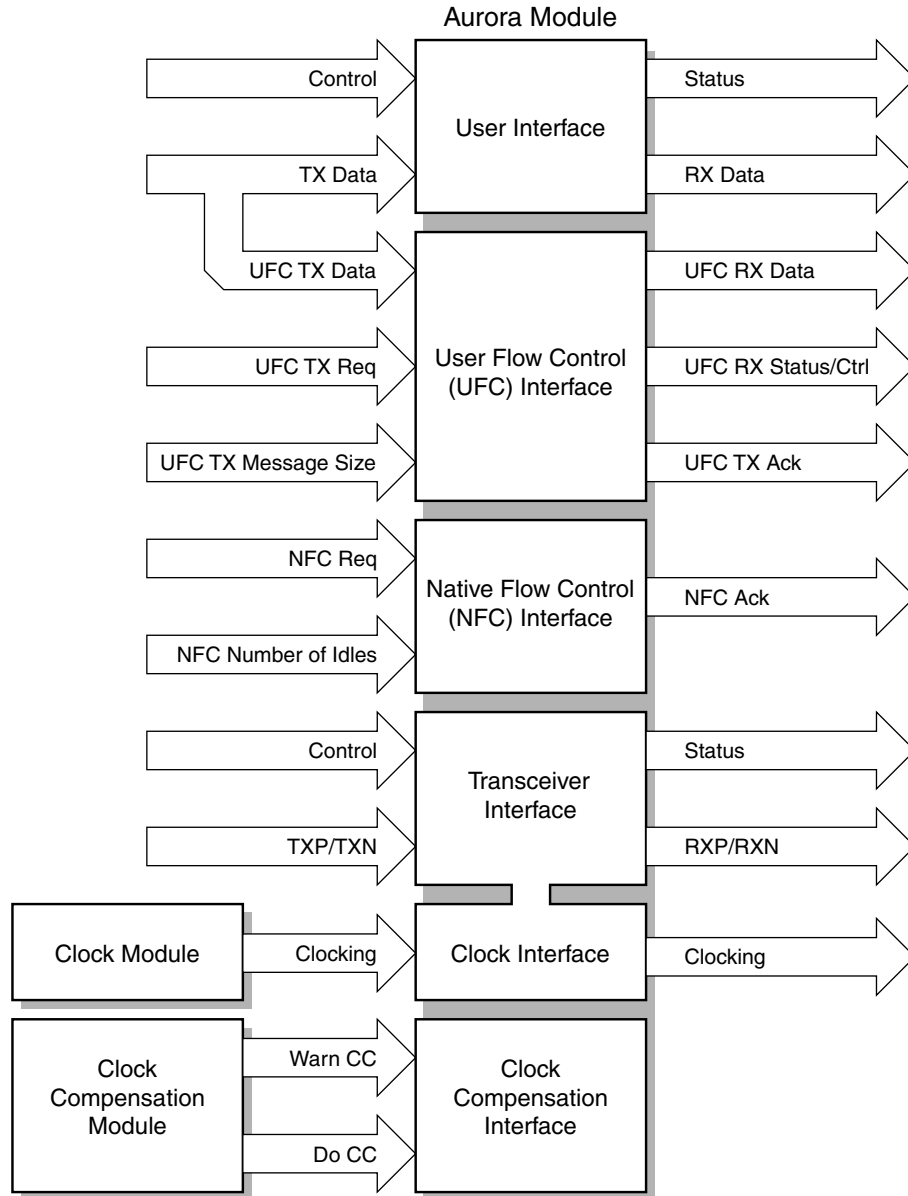 Aurora Module
Control
User Interface
Status
TX Data
RX Data
UFC TX Data
UFC RX Data
UFC TX Req
User Flow Control
(UFC) Interface
UFC RX Status/Ctrl
UFC TX Message Size
UFC TX Ack
NFC Req
Native Flow Control
(NFC) Interface
NFC Ack
NFC Number of Idles
Control
Transceiver
Interface
Status
TXP/TXN
RXP/RXN
Clock Module
Clocking
Clock Interface
Clocking
Clock
Compensation
Module
Warn CC
Do CC
Clock
Compensation
Interface